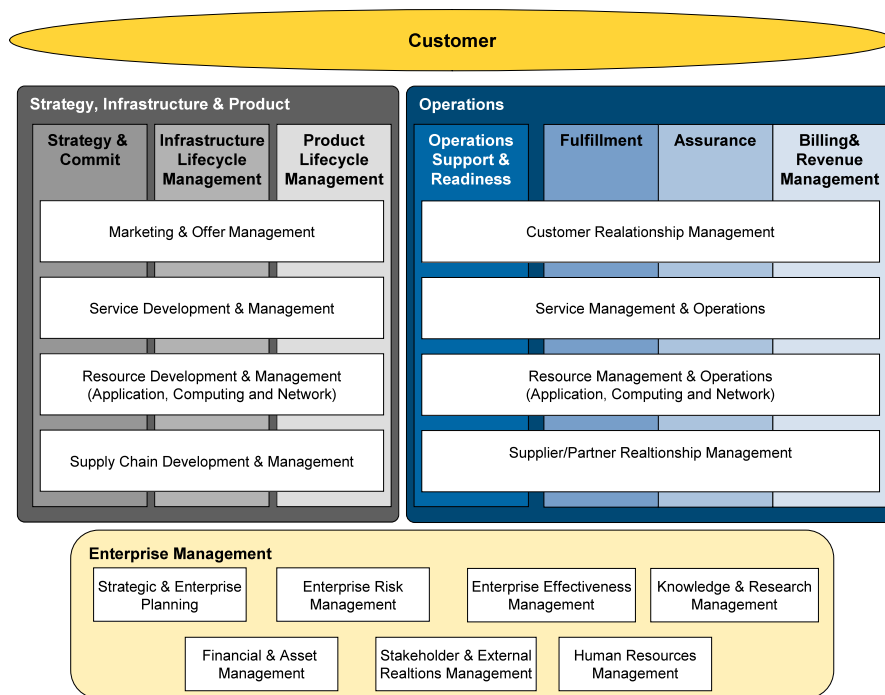 Customer
Strategy, Infrastructure & Product
Strategy &
Commit
Infrastructure
Lifecycle
Management
Product
Lifecycle
Management
Marketing & Offer Management
Service Development & Management
Resource Development & Management
(Application, Computing and Network)
Supply Chain Development & Management
Operations
Operations
Support &
Readiness
Fulfillment
Assurance
Billing&
Revenue
Management
Customer Realationship Management
Service Management & Operations
Resource Management & Operations
(Application, Computing and Network)
Supplier/Partner Realtionship Management
Enterprise Management
Strategic & Enterprise
Planning
Enterprise Risk
Management
Enterprise Effectiveness
Management
Knowledge & Research
Management
Financial & Asset
Management
Stakeholder & External
Realtions Management
Human Resources
Management